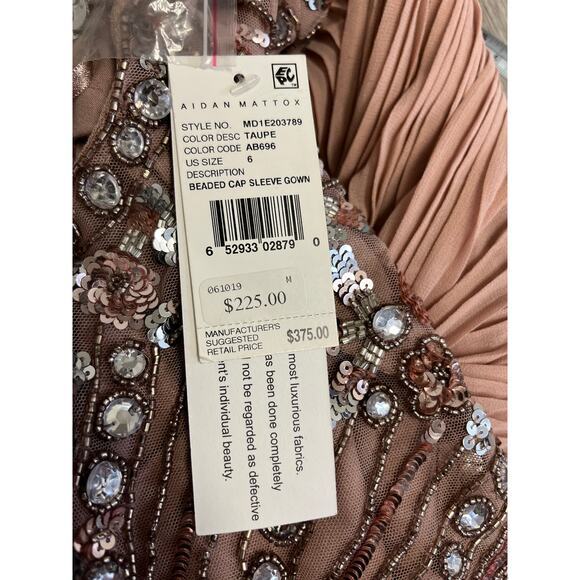 AIDAN MATTOX
STYLE NO. MD1E203789
COLOR DESC TAUPE
COLOR CODE AB696
US SIZE 6
DESCRIPTION
BEADED CAP SLEEVE GOWN
6 52933 02879 0
061019 M
$225.00
MANUFACTURER'S
SUGGESTED
RETAIL PRICE $375.00
most luxurious fabrics.
as been done completely
not be regarded as defective
ent's individual beauty.